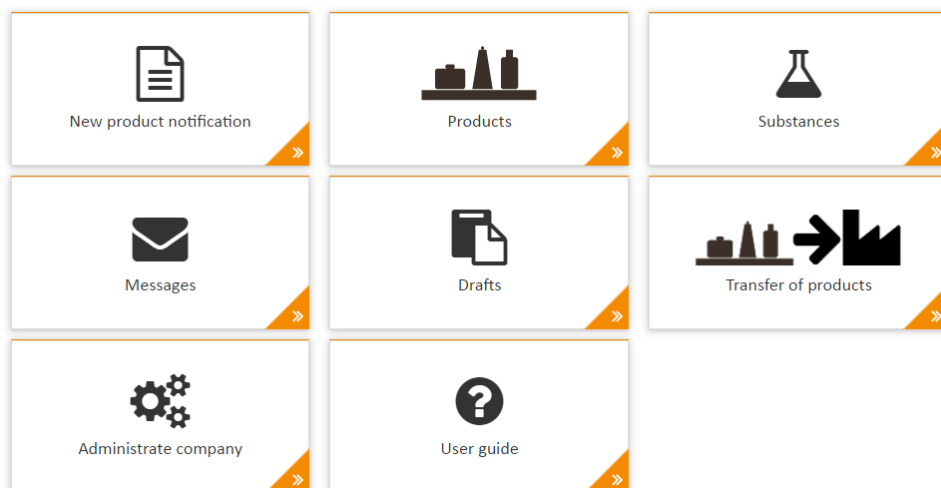 New product notification
Products
Substances
Messages
Drafts
Transfer of products
Administrate company
User guide